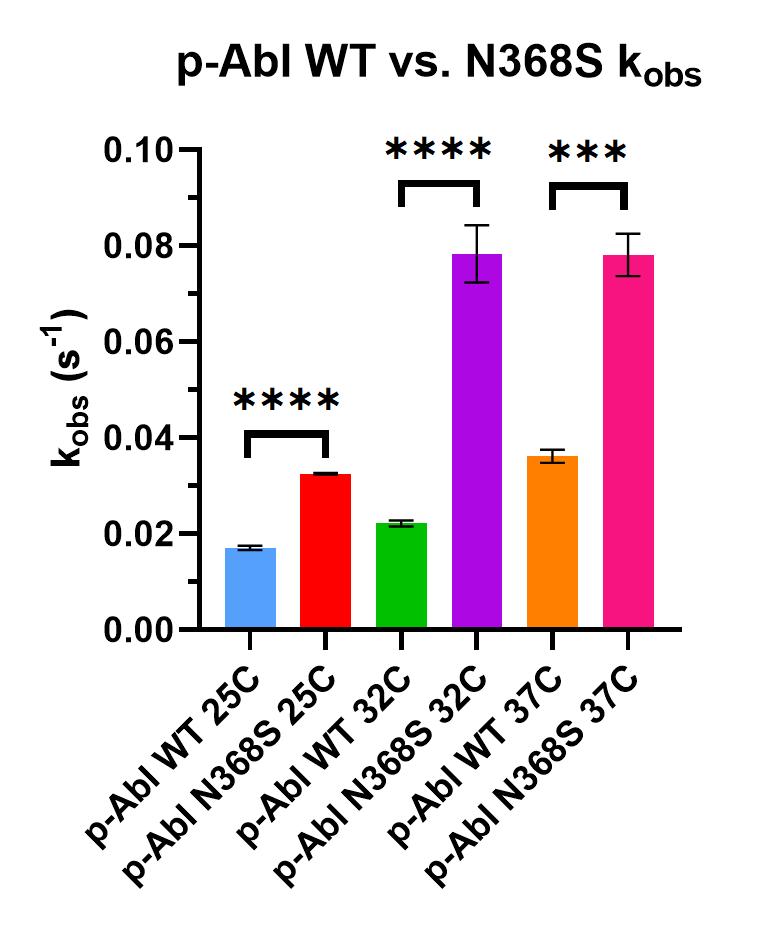 p-Abl WT vs. N368S kobs
0.10
0.08
0.06
0.04
0.02
0.00
kobs (s-1)
****
****
***
p-Abl WT 25C
p-Abl N368S 25C
p-Abl WT 32C
p-Abl N368S 32C
p-Abl WT 37C
p-Abl N368S 37C